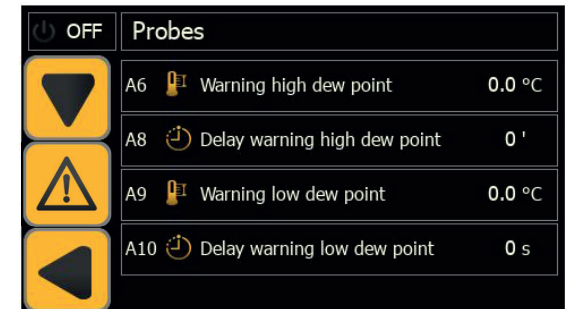 OFF Probes
A6 Warning high dew point 0.0 °C
A8 Delay warning high dew point 0 '
A9 Warning low dew point 0.0 °C
A10 Delay warning low dew point 0 s